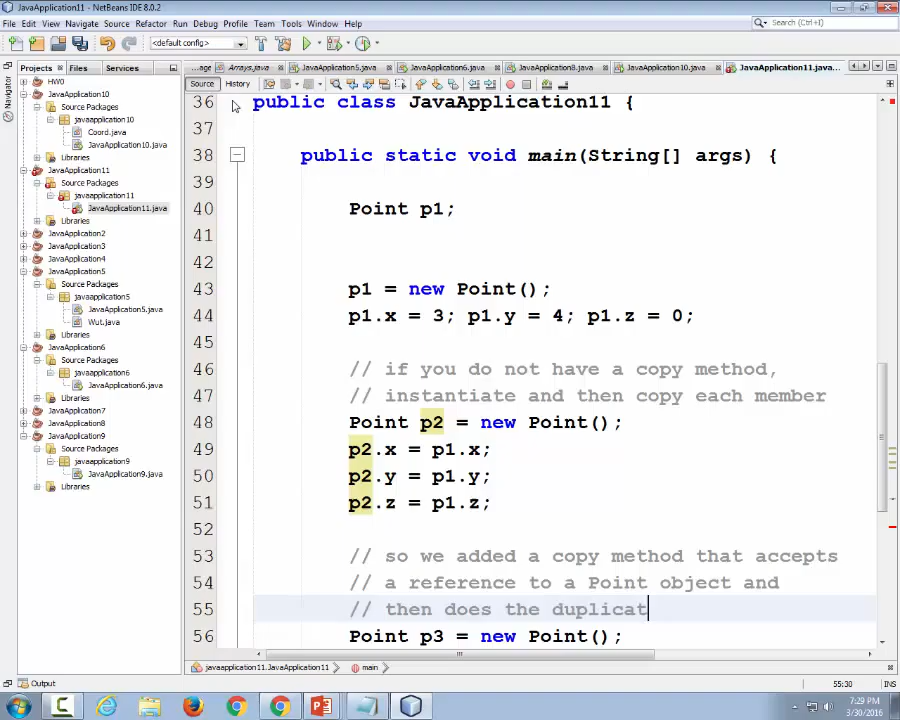 JavaApplication11 - NetBeans IDE 8.0.2
File Edit View Navigate Source Refactor Run Debug Profile Team Tools Window Help
Search (Ctrl+I)
<default config>
Projects Files Services
...age Arrays.java JavaApplication5.java JavaApplication6.java JavaApplication8.java JavaApplication10.java JavaApplication11.java...
Source History
Navigator
HW0
JavaApplication10
Source Packages
javaapplication10
Coord.java
JavaApplication10.java
Libraries
JavaApplication11
Source Packages
javaapplication11
JavaApplication11.java
Libraries
JavaApplication2
JavaApplication3
JavaApplication4
JavaApplication5
Source Packages
javaapplication5
JavaApplication5.java
Wut.java
Libraries
JavaApplication6
Source Packages
javaapplication6
JavaApplication6.java
Libraries
JavaApplication7
JavaApplication8
JavaApplication9
Source Packages
javaapplication9
JavaApplication9.java
Libraries
36 public class JavaApplication11 {
37
38 public static void main(String[] args) {
39
40 Point p1;
41
42
43 p1 = new Point();
44 p1.x = 3; p1.y = 4; p1.z = 0;
45
46 // if you do not have a copy method,
47 // instantiate and then copy each member
48 Point p2 = new Point();
49 p2.x = p1.x;
50 p2.y = p1.y;
51 p2.z = p1.z;
52
53 // so we added a copy method that accepts
54 // a reference to a Point object and
55 // then does the duplicat
56 Point p3 = new Point();
javaapplication11.JavaApplication11 main
Output
55:30 INS
7:29 PM
3/30/2016